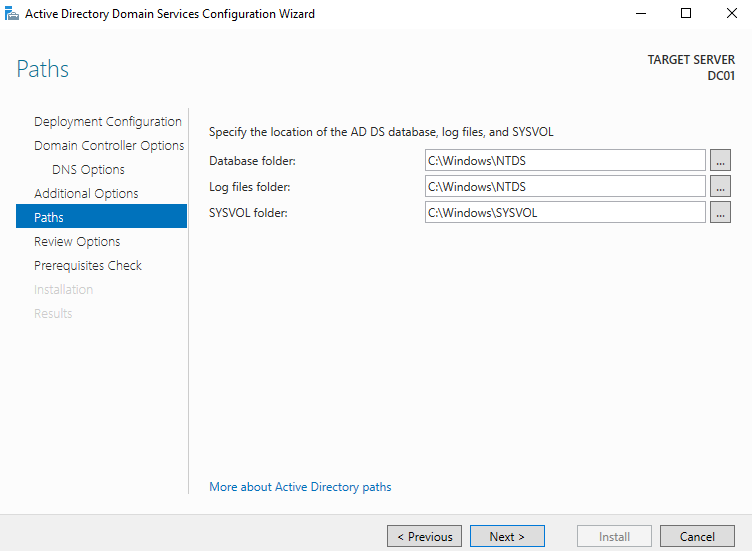 Active Directory Domain Services Configuration Wizard
Paths
TARGET SERVER
DC01
Deployment Configuration
Domain Controller Options
DNS Options
Additional Options
Paths
Review Options
Prerequisites Check
Installation
Results
Specify the location of the AD DS database, log files, and SYSVOL
Database folder: C:\Windows\NTDS ...
Log files folder: C:\Windows\NTDS ...
SYSVOL folder: C:\Windows\SYSVOL ...
More about Active Directory paths
< Previous Next > Install Cancel